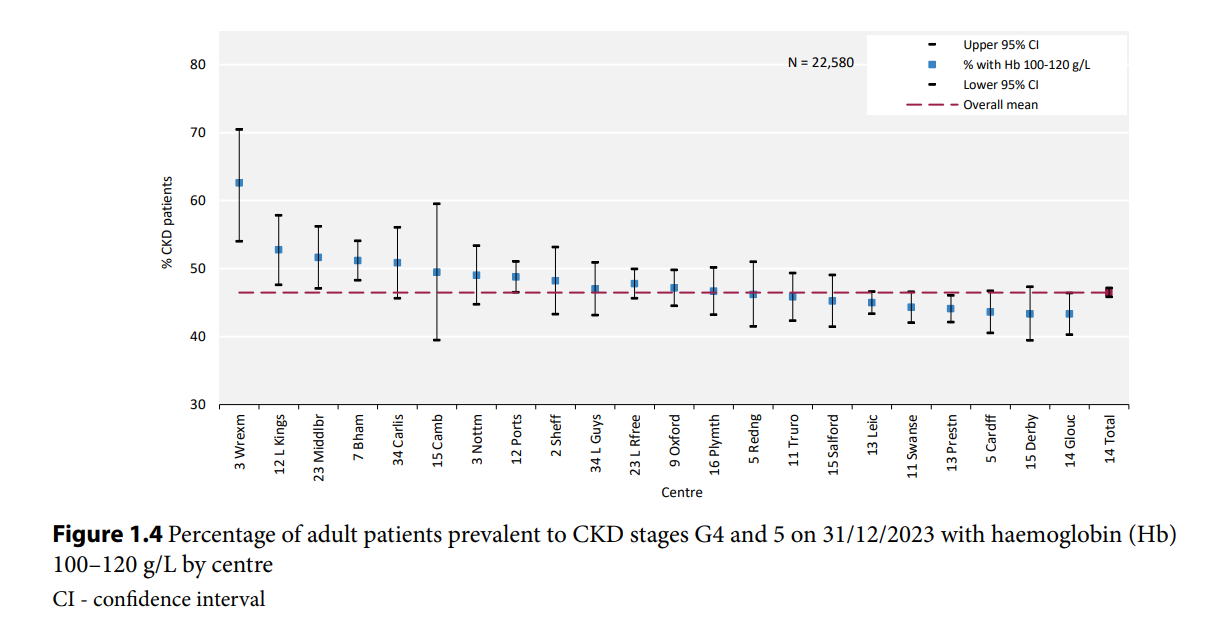 Upper 95% CI
N = 22,580
% with Hb 100-120 g/L
Lower 95% CI
Overall mean
80
70
60
50
40
30
% CKD patients
3 Wrexm
12 L Kings
23 Middlbr
7 Bham
34 Carlis
15 Camb
3 Nottm
12 Ports
2 Sheff
34 L Guys
23 L Rfree
9 Oxford
16 Plymth
5 Redng
11 Truro
15 Salford
13 Leic
11 Swanse
13 Prestn
5 Cardff
15 Derby
14 Glouc
14 Total
Centre
Figure 1.4 Percentage of adult patients prevalent to CKD stages G4 and 5 on 31/12/2023 with haemoglobin (Hb)
100–120 g/L by centre
CI - confidence interval